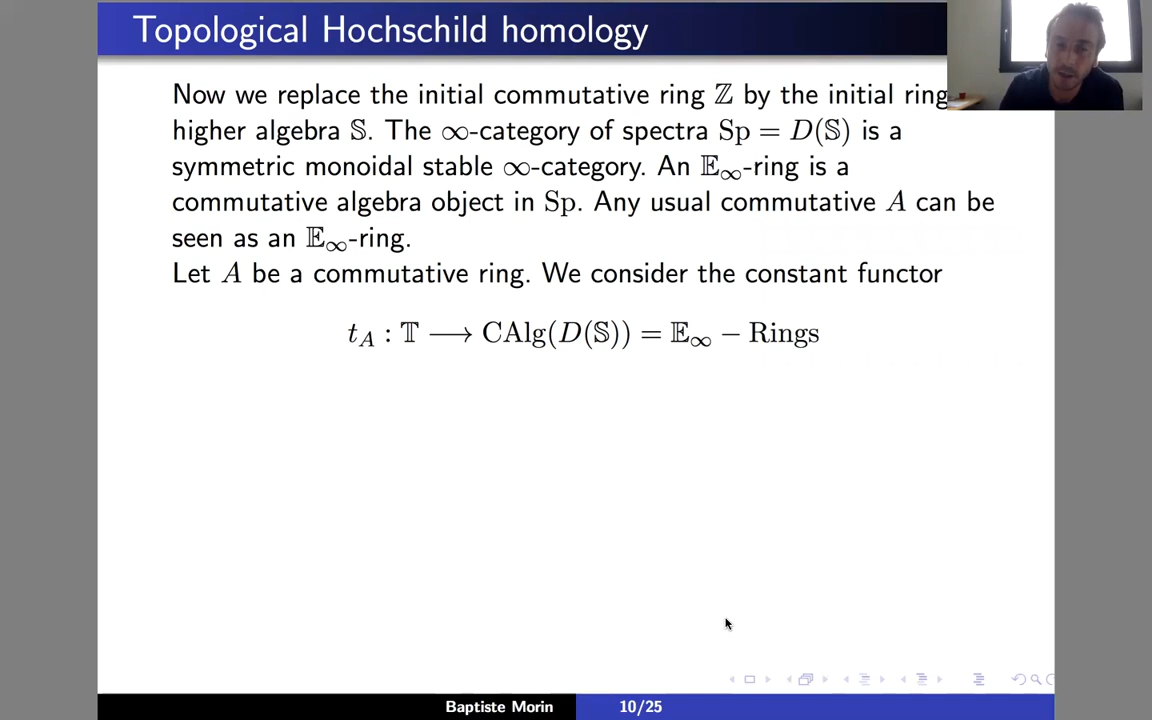 Topological Hochschild homology
Now we replace the initial commutative ring ℤ by the initial ring
higher algebra 𝕊. The ∞-category of spectra Sp = D(𝕊) is a
symmetric monoidal stable ∞-category. An 𝔼∞-ring is a
commutative algebra object in Sp. Any usual commutative A can be
seen as an 𝔼∞-ring.
Let A be a commutative ring. We consider the constant functor
t_A : 𝕋 ⟶ CAlg(D(𝕊)) = 𝔼∞ − Rings
Baptiste Morin 10/25